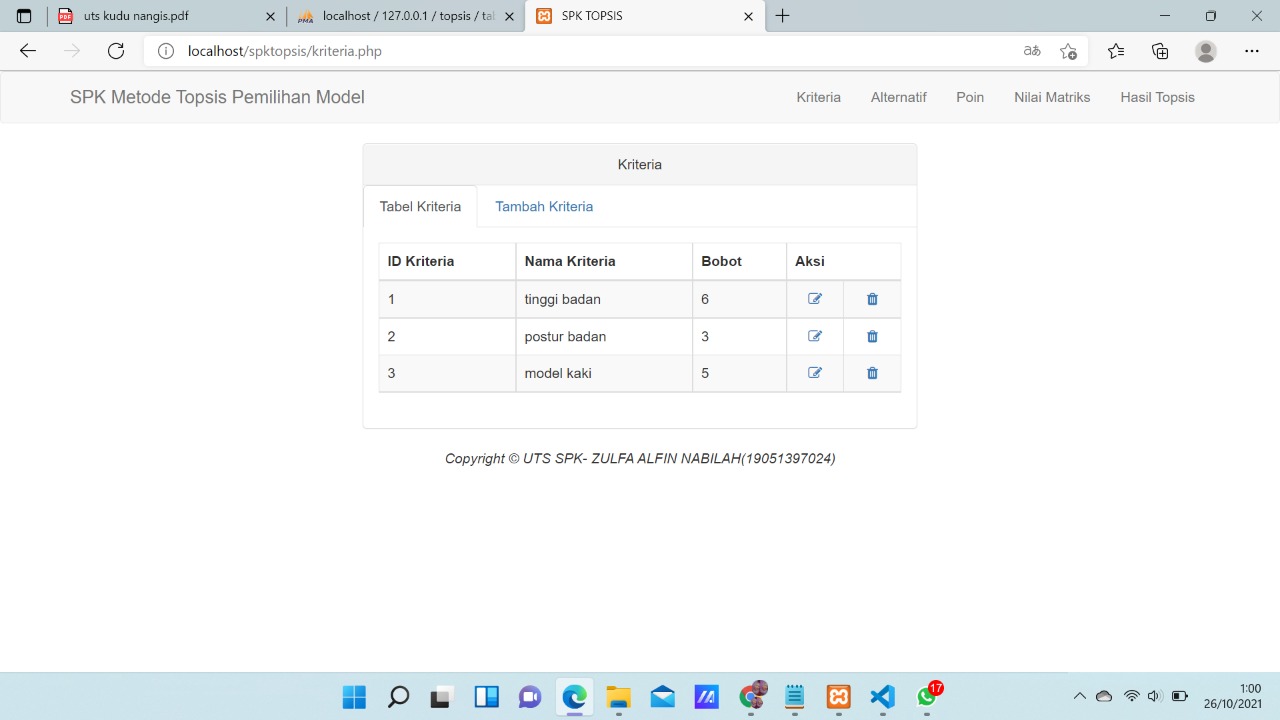 uts kudu nangis.pdf
localhost / 127.0.0.1 / topsis / tal
SPK TOPSIS
localhost/spktopsis/kriteria.php
SPK Metode Topsis Pemilihan Model
Kriteria Alternatif Poin Nilai Matriks Hasil Topsis
Kriteria
Tabel Kriteria Tambah Kriteria
ID Kriteria Nama Kriteria Bobot Aksi
1 tinggi badan 6
2 postur badan 3
3 model kaki 5
Copyright © UTS SPK- ZULFA ALFIN NABILAH(19051397024)
17
1:00
26/10/2021